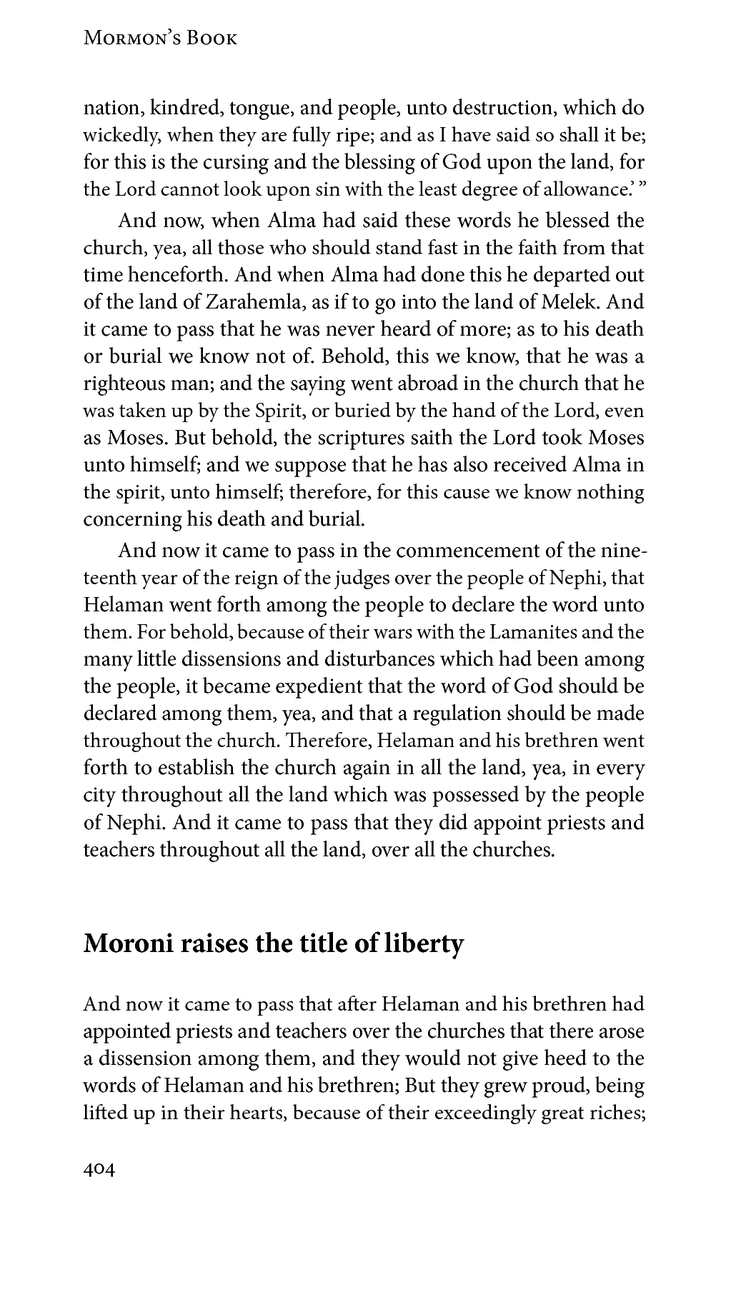 Mormon’s Book
nation, kindred, tongue, and people, unto destruction, which do
wickedly, when they are fully ripe; and as I have said so shall it be;
for this is the cursing and the blessing of God upon the land, for
the Lord cannot look upon sin with the least degree of allowance.’ ”
And now, when Alma had said these words he blessed the
church, yea, all those who should stand fast in the faith from that
time henceforth. And when Alma had done this he departed out
of the land of Zarahemla, as if to go into the land of Melek. And
it came to pass that he was never heard of more; as to his death
or burial we know not of. Behold, this we know, that he was a
righteous man; and the saying went abroad in the church that he
was taken up by the Spirit, or buried by the hand of the Lord, even
as Moses. But behold, the scriptures saith the Lord took Moses
unto himself; and we suppose that he has also received Alma in
the spirit, unto himself; therefore, for this cause we know nothing
concerning his death and burial.
And now it came to pass in the commencement of the nine-
teenth year of the reign of the judges over the people of Nephi, that
Helaman went forth among the people to declare the word unto
them. For behold, because of their wars with the Lamanites and the
many little dissensions and disturbances which had been among
the people, it became expedient that the word of God should be
declared among them, yea, and that a regulation should be made
throughout the church. Therefore, Helaman and his brethren went
forth to establish the church again in all the land, yea, in every
city throughout all the land which was possessed by the people
of Nephi. And it came to pass that they did appoint priests and
teachers throughout all the land, over all the churches.
Moroni raises the title of liberty
And now it came to pass that after Helaman and his brethren had
appointed priests and teachers over the churches that there arose
a dissension among them, and they would not give heed to the
words of Helaman and his brethren; But they grew proud, being
lifted up in their hearts, because of their exceedingly great riches;
404